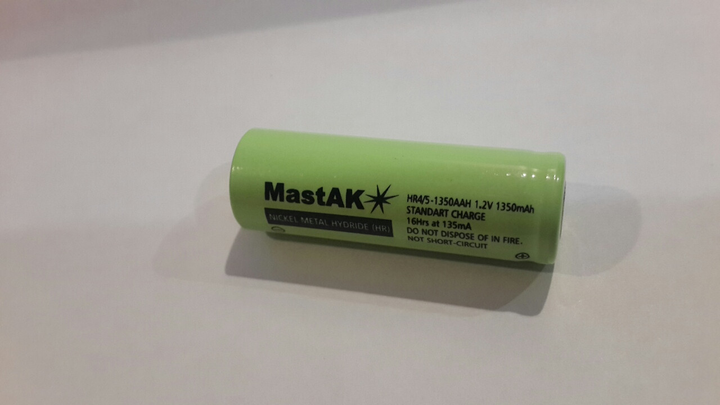 MastAK
NICKEL METAL HYDRIDE (HR)
HR4/5-1350AAH 1.2V 1350mAh
STANDART CHARGE
16Hrs at 135mA
DO NOT DISPOSE OF IN FIRE.
NOT SHORT-CIRCUIT